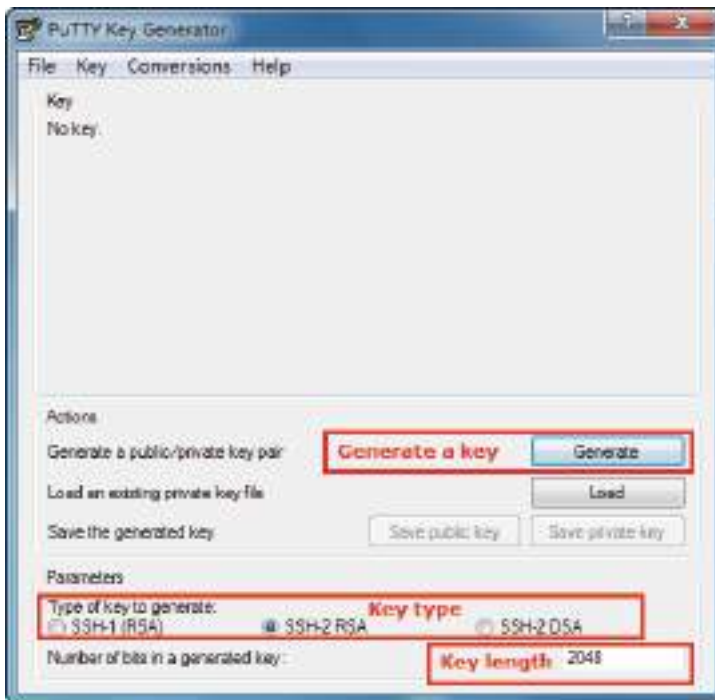 PuTTY Key Generator
File Key Conversions Help
Key
No key.
Actions
Generate a public/private key pair Generate a key Generate
Load an existing private key file Load
Save the generated key Save public key Save private key
Parameters
Type of key to generate: Key type
SSH-1 (RSA) SSH-2 RSA SSH-2 DSA
Number of bits in a generated key: Key length 2048